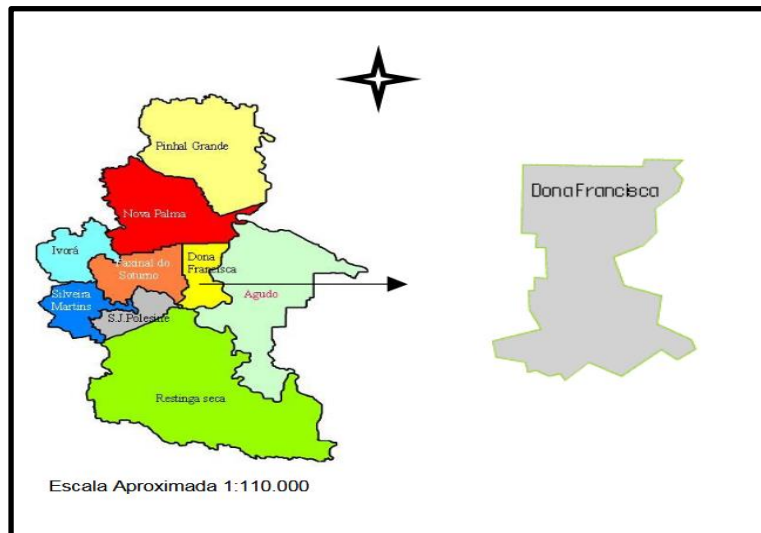 Pinhal Grande
Nova Palma
Ivorá
Faxinal do
Soturno
Dona
Francisca
Silveira
Martins
S.J.Polesine
Agudo
Restinga seca
DonaFrancisca
Escala Aproximada 1:110.000